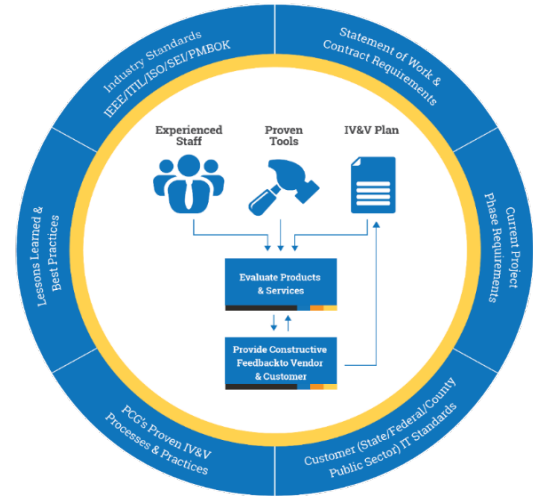 Industry Standards
IEEE/ITIL/ISO/SEI/PMBOK
Statement of Work &
Contract Requirements
Current Project
Phase Requirements
Customer (State/Federal/County
Public Sector) IT Standards
PCG's Proven IV&V
Processes & Practices
Lessons Learned &
Best Practices
Experienced
Staff
Proven
Tools
IV&V Plan
Evaluate Products
& Services
Provide Constructive
Feedbackto Vendor
& Customer